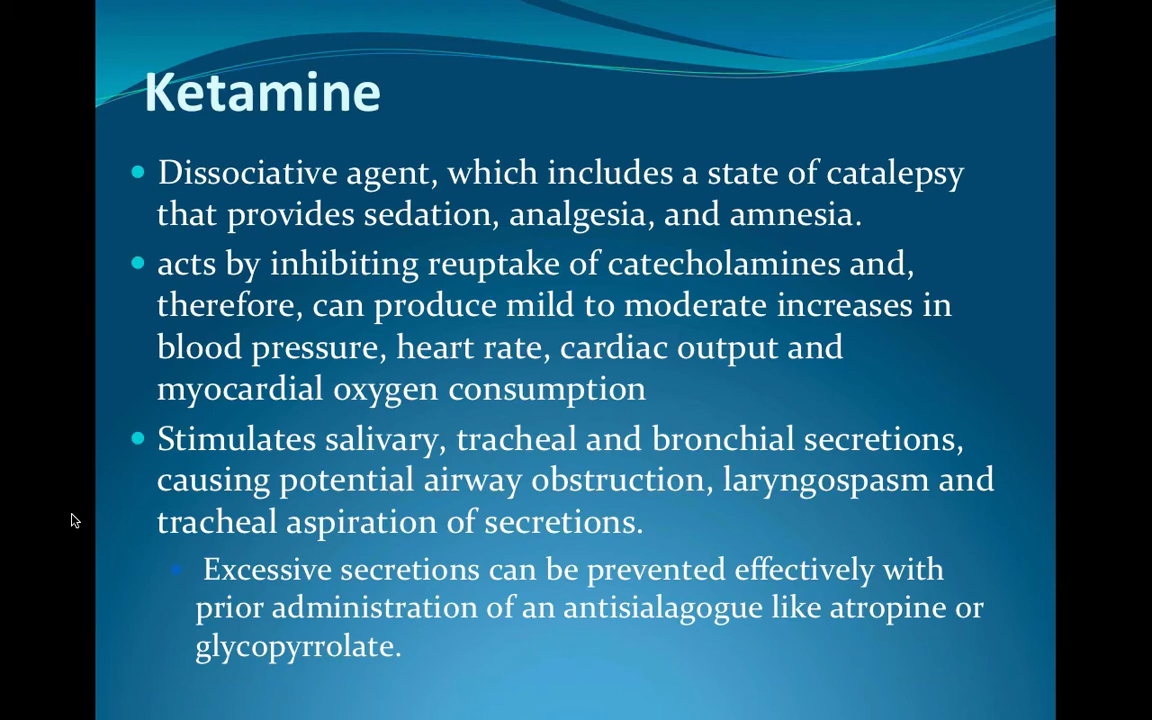 Ketamine
Dissociative agent, which includes a state of catalepsy
that provides sedation, analgesia, and amnesia.
acts by inhibiting reuptake of catecholamines and,
therefore, can produce mild to moderate increases in
blood pressure, heart rate, cardiac output and
myocardial oxygen consumption
Stimulates salivary, tracheal and bronchial secretions,
causing potential airway obstruction, laryngospasm and
tracheal aspiration of secretions.
Excessive secretions can be prevented effectively with
prior administration of an antisialagogue like atropine or
glycopyrrolate.